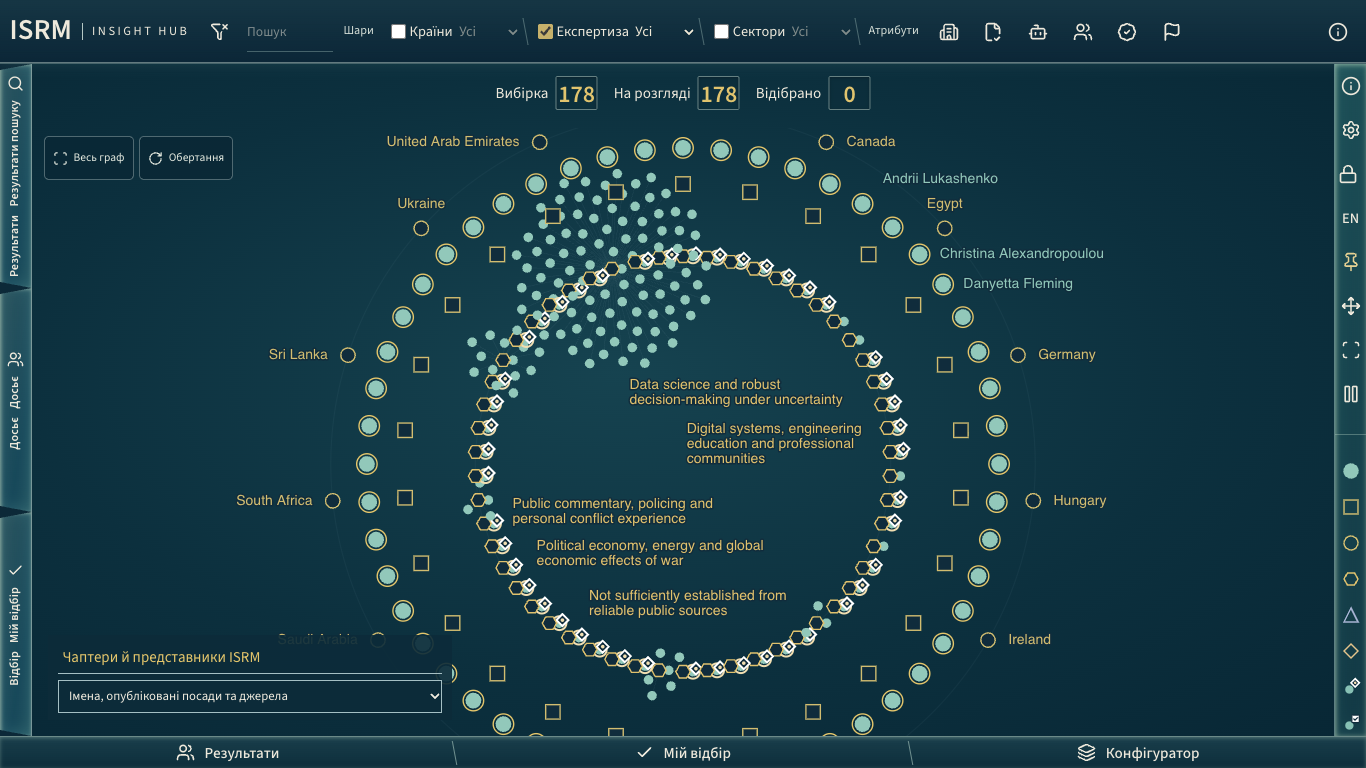 ISRM | INSIGHT HUB
Пошук
Шари
Країни Усі
Експертиза Усі
Сектори Усі
Атрибути
Вибірка 178 На розгляді 178 Відібрано 0
Весь граф
Обертання
Результати Результати пошуку
Досьє Досьє
Відбір Мій відбір
EN
United Arab Emirates
Canada
Andrii Lukashenko
Ukraine
Egypt
Christina Alexandropoulou
Danyetta Fleming
Sri Lanka
Germany
Data science and robust
decision-making under uncertainty
Digital systems, engineering
education and professional
communities
South Africa
Hungary
Public commentary, policing and
personal conflict experience
Political economy, energy and global
economic effects of war
Not sufficiently established from
reliable public sources
Saudi Arabia
Ireland
Чаптери й представники ISRM
Імена, опубліковані посади та джерела
Результати
Мій відбір
Конфігуратор